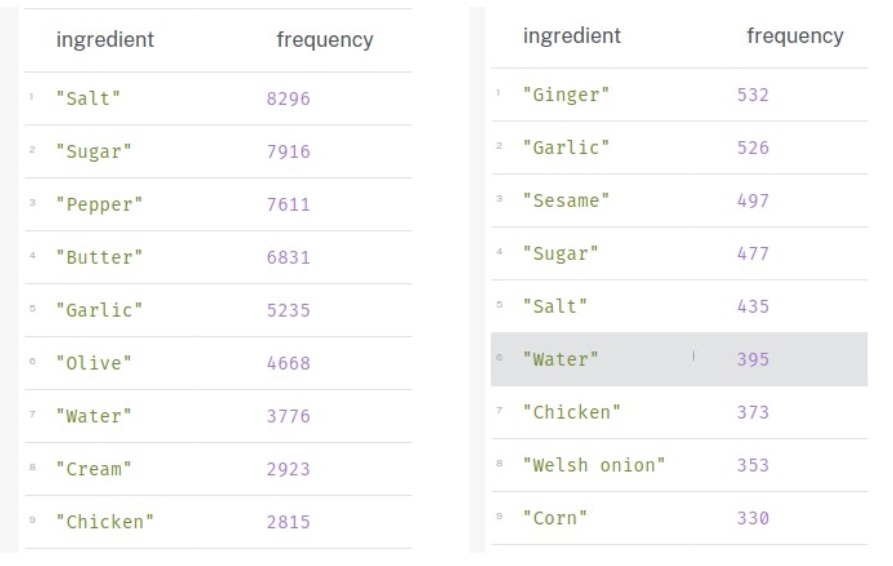 ingredient frequency
1 "Salt" 8296
2 "Sugar" 7916
3 "Pepper" 7611
4 "Butter" 6831
5 "Garlic" 5235
6 "Olive" 4668
7 "Water" 3776
8 "Cream" 2923
9 "Chicken" 2815
ingredient frequency
1 "Ginger" 532
2 "Garlic" 526
3 "Sesame" 497
4 "Sugar" 477
5 "Salt" 435
6 "Water" 395
7 "Chicken" 373
8 "Welsh onion" 353
9 "Corn" 330